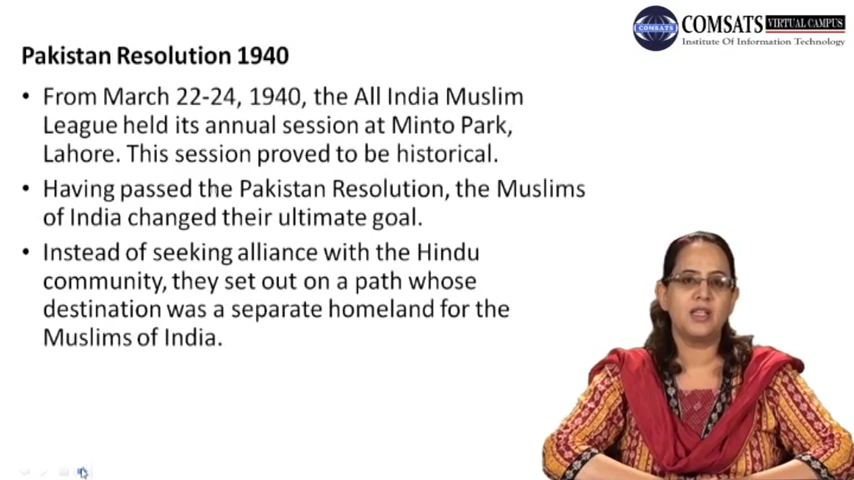 COMSATS VIRTUAL CAMPUS
COMSATS
Institute Of Information Technology
Pakistan Resolution 1940
• From March 22-24, 1940, the All India Muslim
League held its annual session at Minto Park,
Lahore. This session proved to be historical.
• Having passed the Pakistan Resolution, the Muslims
of India changed their ultimate goal.
• Instead of seeking alliance with the Hindu
community, they set out on a path whose
destination was a separate homeland for the
Muslims of India.